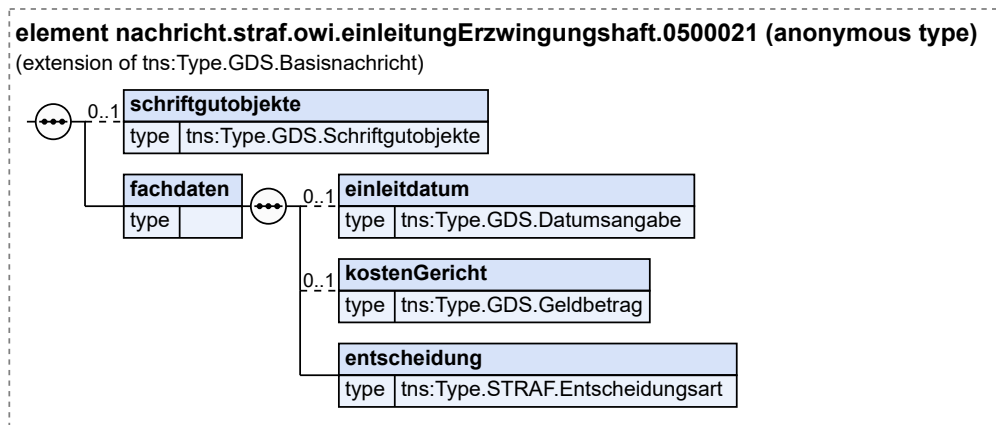 element nachricht.straf.owi.einleitungErzwingungshaft.0500021 (anonymous type)
(extension of tns:Type.GDS.Basisnachricht)
0..1
schriftgutobjekte
type tns:Type.GDS.Schriftgutobjekte
fachdaten
type
0..1
einleitdatum
type tns:Type.GDS.Datumsangabe
0..1
kostenGericht
type tns:Type.GDS.Geldbetrag
entscheidung
type tns:Type.STRAF.Entscheidungsart